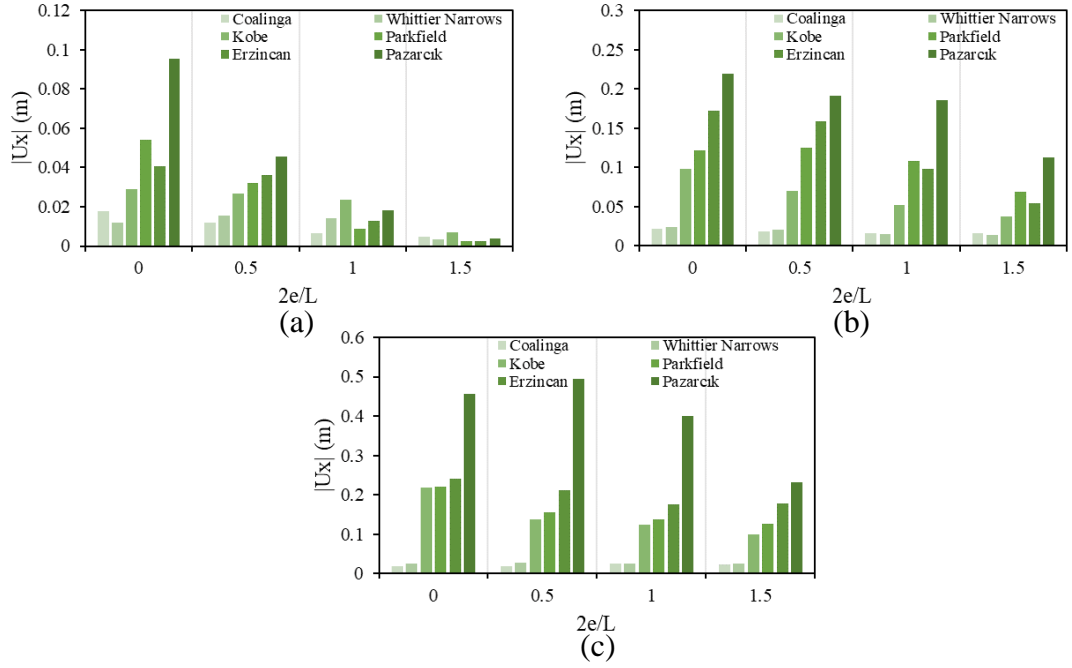 Coalinga Whittier Narrows
Kobe Parkfield
Erzincan Pazarcık
0.12
0.1
0.08
0.06
0.04
0.02
0
|Ux| (m)
0 0.5 1 1.5
2e/L
(a)
Coalinga Whittier Narrows
Kobe Parkfield
Erzincan Pazarcık
0.3
0.25
0.2
0.15
0.1
0.05
0
|Ux| (m)
0 0.5 1 1.5
2e/L
(b)
Coalinga Whittier Narrows
Kobe Parkfield
Erzincan Pazarcık
0.6
0.5
0.4
0.3
0.2
0.1
0
|Ux| (m)
0 0.5 1 1.5
2e/L
(c)